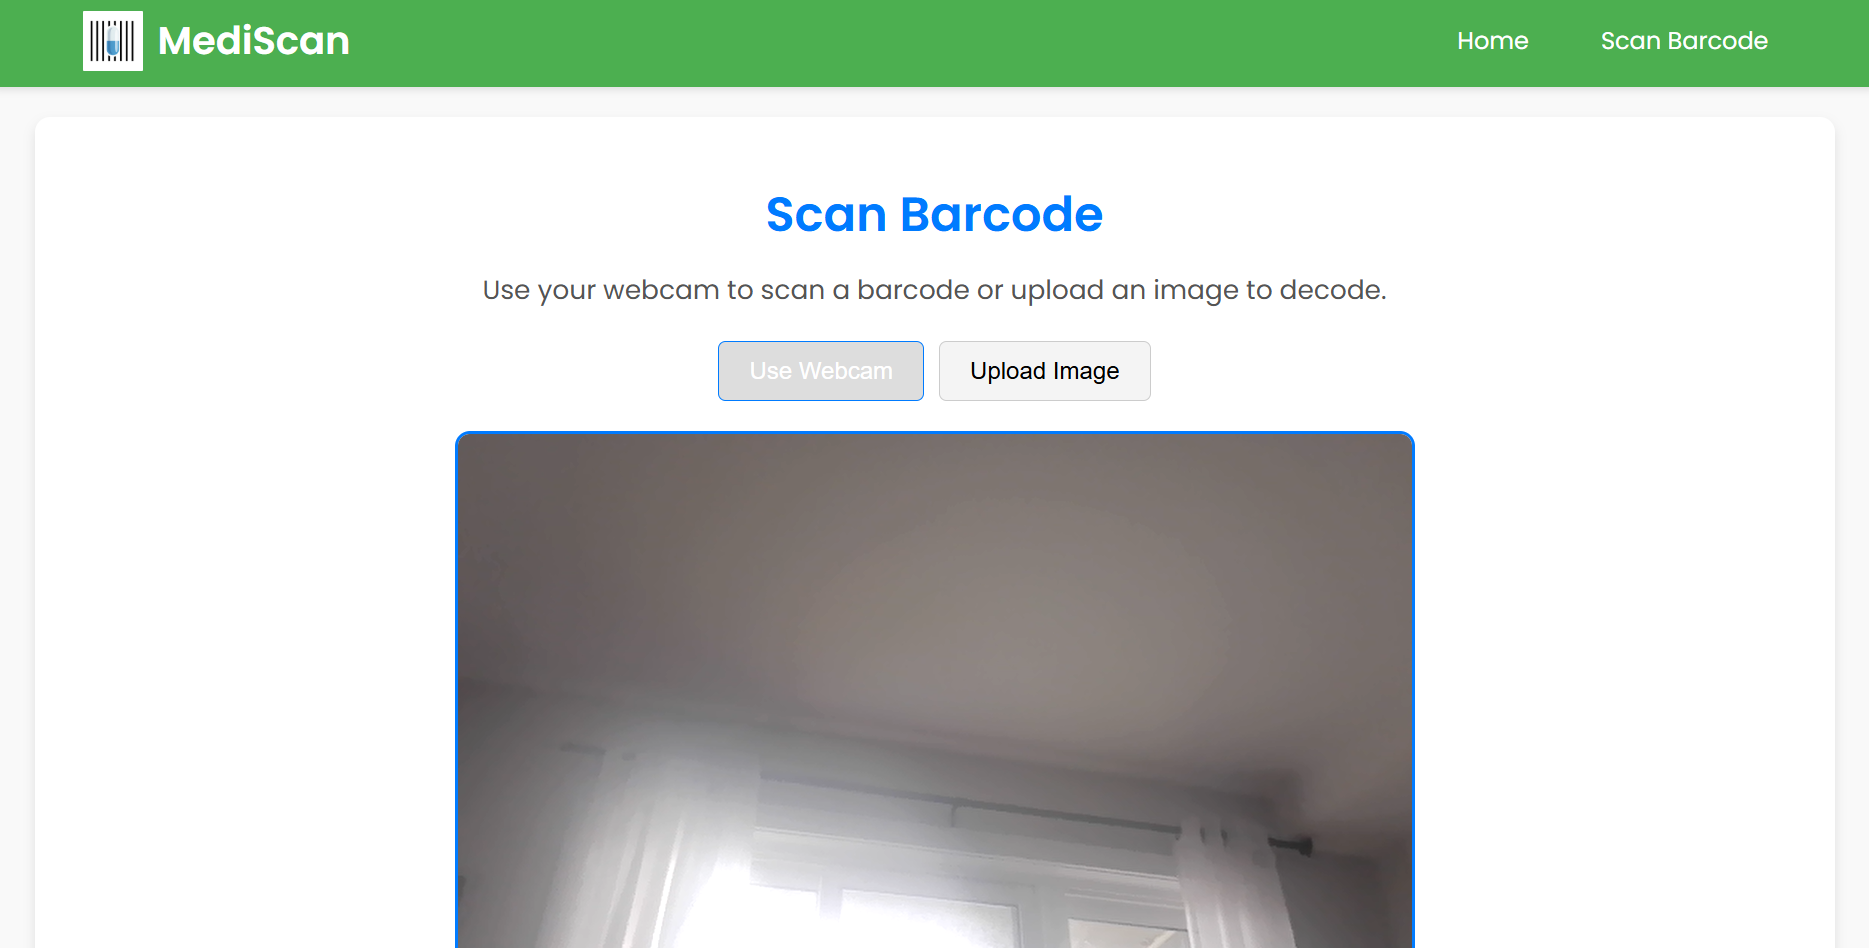 MediScan
Home
Scan Barcode
Scan Barcode
Use your webcam to scan a barcode or upload an image to decode.
Use Webcam
Upload Image